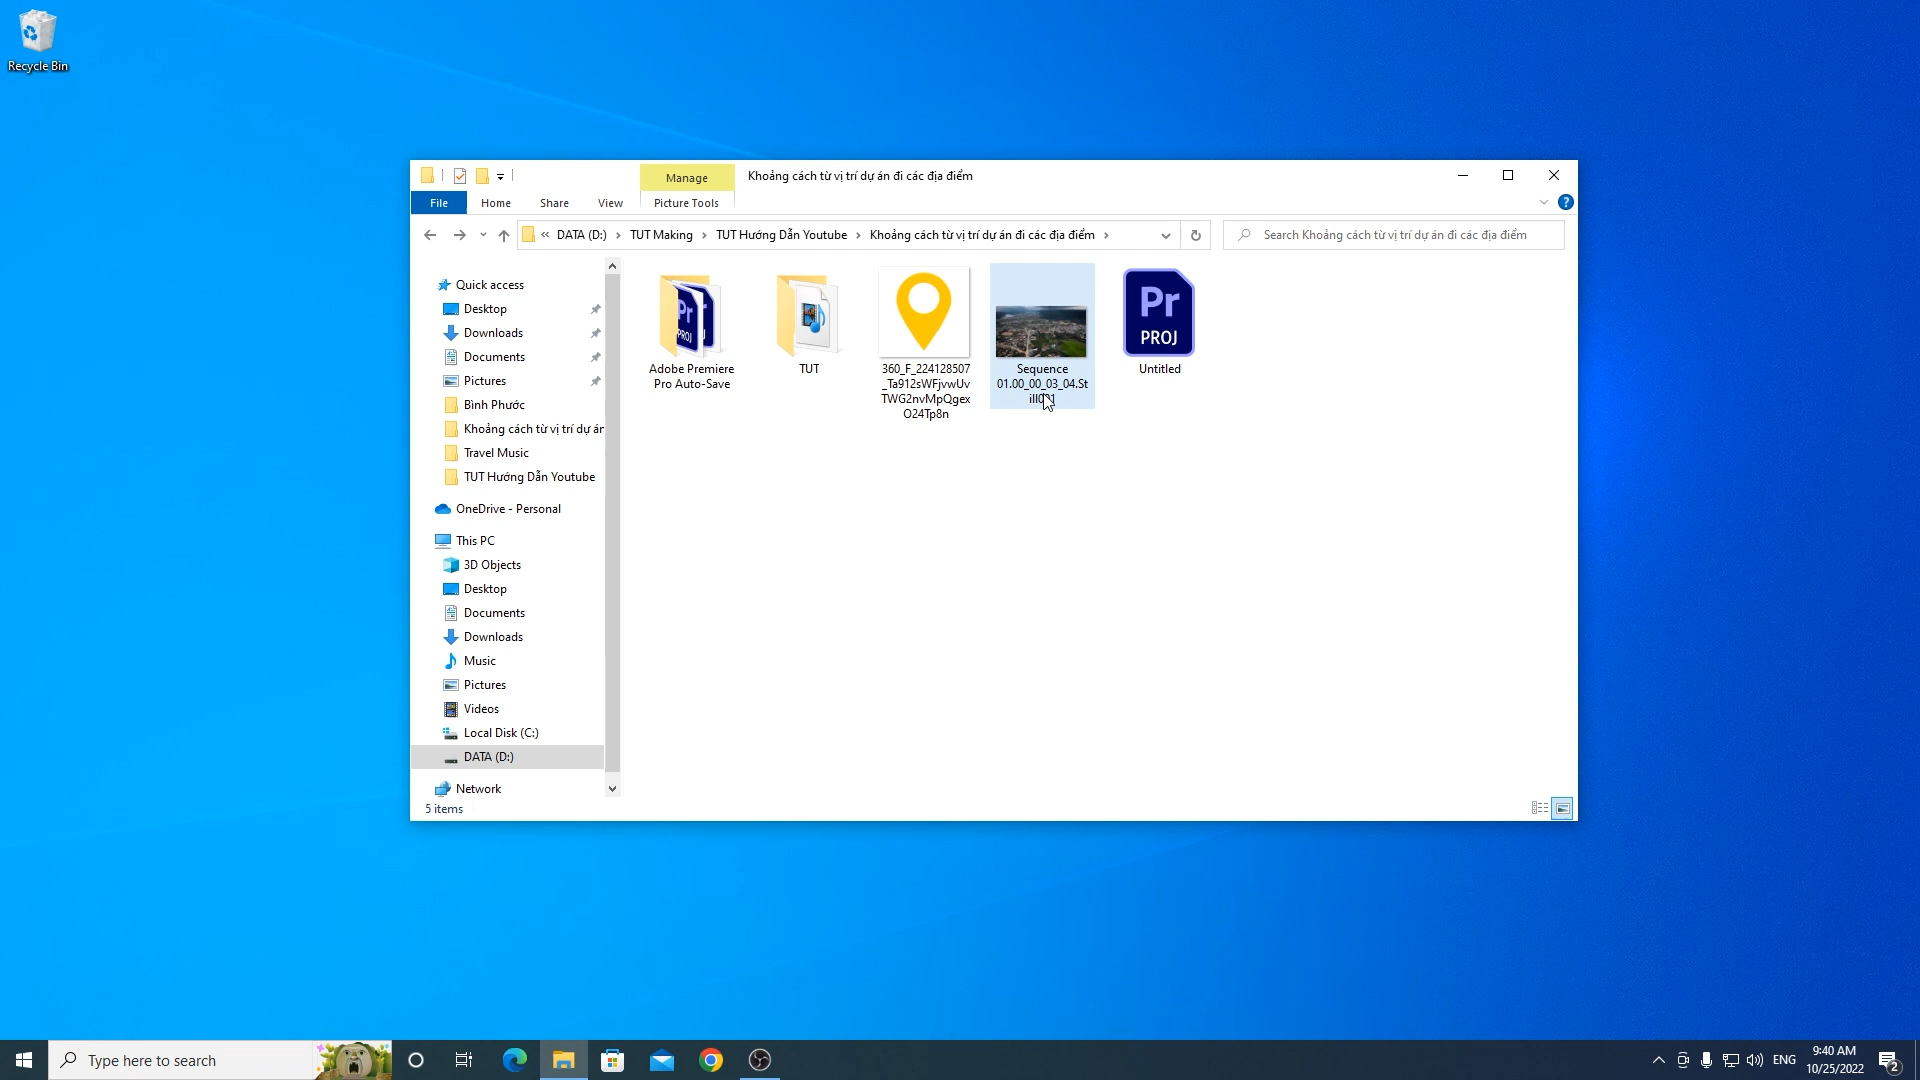 Recycle Bin
Manage
Khoảng cách từ vị trí dự án đi các địa điểm
File
Home
Share
View
Picture Tools
« DATA (D:) › TUT Making › TUT Hướng Dẫn Youtube › Khoảng cách từ vị trí dự án đi các địa điểm ›
Search Khoảng cách từ vị trí dự án đi các địa điểm
Quick access
Desktop
Downloads
Documents
Pictures
Bình Phước
Khoảng cách từ vị trí dự án
Travel Music
TUT Hướng Dẫn Youtube
OneDrive - Personal
This PC
3D Objects
Desktop
Documents
Downloads
Music
Pictures
Videos
Local Disk (C:)
DATA (D:)
Network
5 items
Adobe Premiere
Pro Auto-Save
TUT
360_F_224128507
_Ta912sWFjvwUv
TWG2nvMpQgex
O24Tp8n
Sequence
01.00_00_03_04.St
ill001
Pr
PROJ
Untitled
Type here to search
ENG
9:40 AM
10/25/2022
2